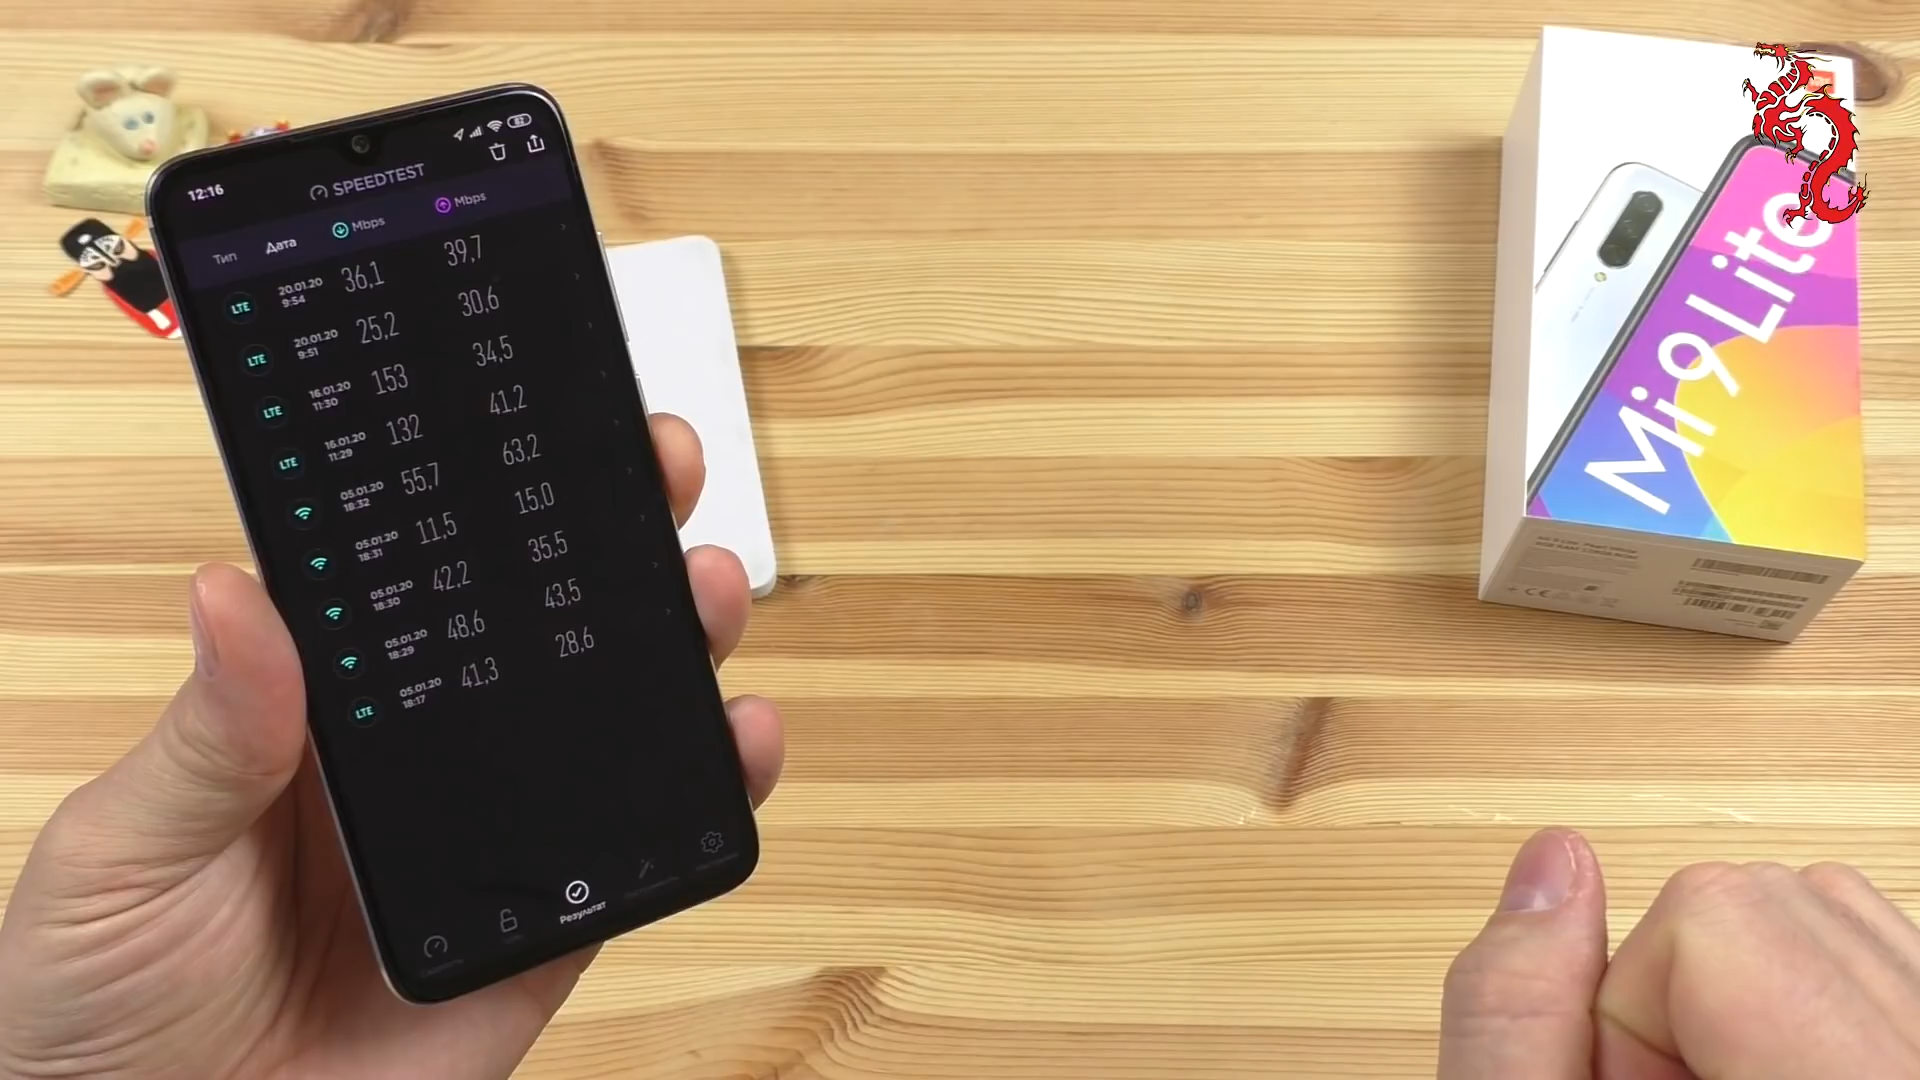 12:16
82
SPEEDTEST
Тип Дата Mbps Mbps
LTE 20.01.20 9:54 36,1 39,7
LTE 20.01.20 9:51 25,2 30,6
LTE 16.01.20 11:30 153 34,5
LTE 16.01.20 11:29 132 41,2
05.01.20 18:32 55,7 63,2
05.01.20 18:31 11,5 15,0
05.01.20 18:30 42,2 35,5
05.01.20 18:29 48,6 43,5
LTE 05.01.20 18:17 41,3 28,6
Результат
Mi 9 Lite
CE